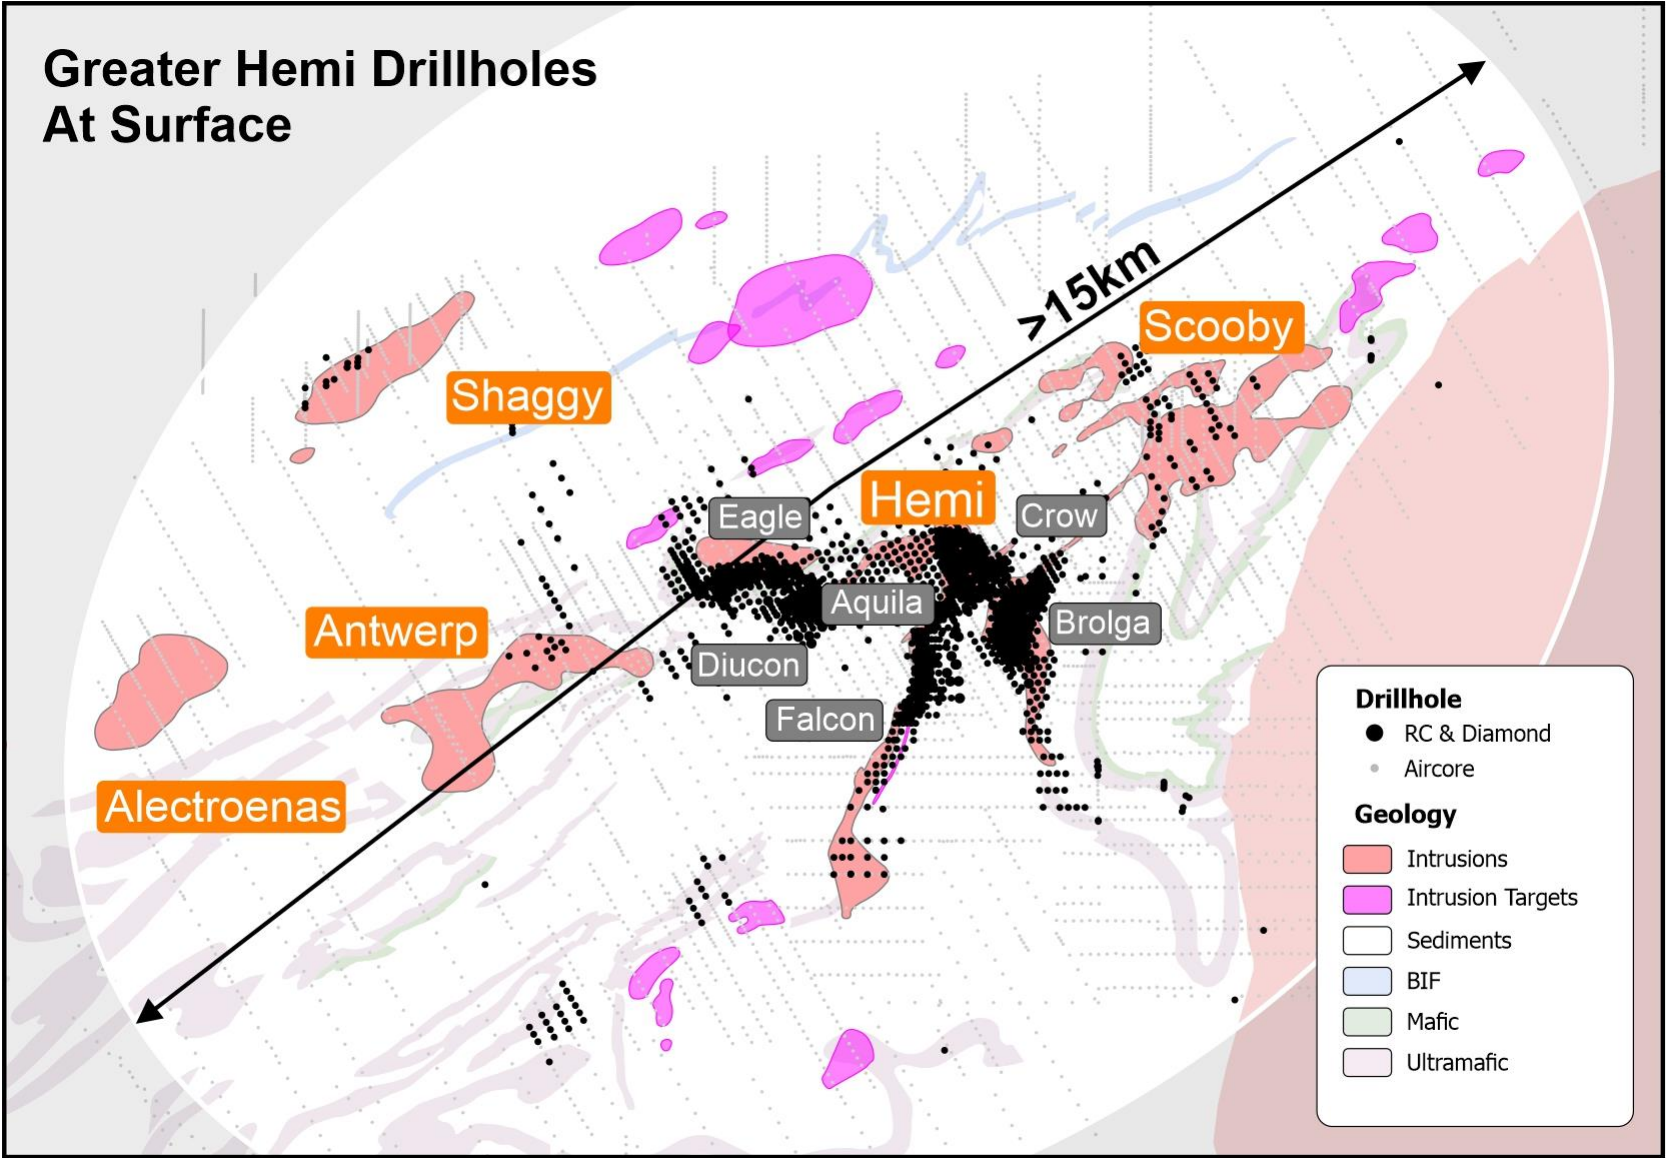 Greater Hemi Drillholes
At Surface
>15km
Scooby
Shaggy
Hemi
Eagle
Crow
Aquila
Antwerp
Brolga
Diucon
Falcon
Alectroenas
Drillhole
RC & Diamond
Aircore
Geology
Intrusions
Intrusion Targets
Sediments
BIF
Mafic
Ultramafic